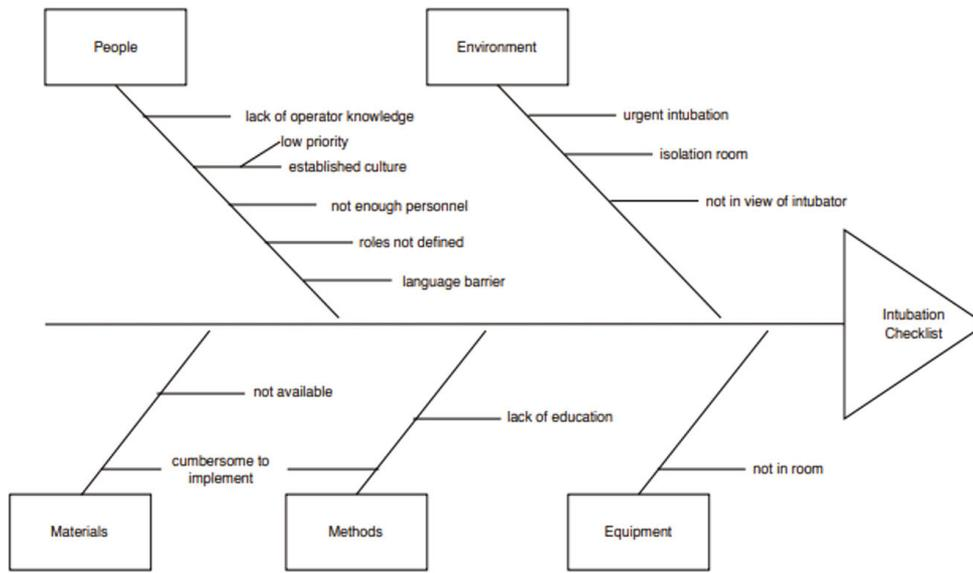 People
Environment
lack of operator knowledge
low priority
established culture
not enough personnel
roles not defined
language barrier
urgent intubation
isolation room
not in view of intubator
Intubation
Checklist
not available
cumbersome to
implement
lack of education
not in room
Materials
Methods
Equipment